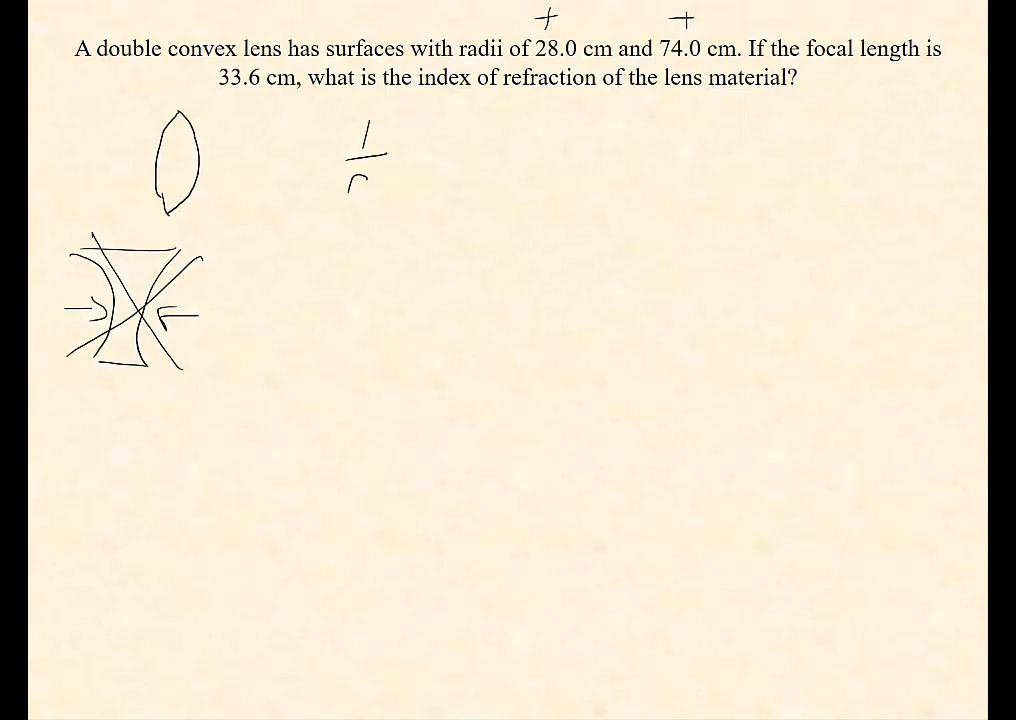 + +
A double convex lens has surfaces with radii of 28.0 cm and 74.0 cm. If the focal length is
33.6 cm, what is the index of refraction of the lens material?
1
r